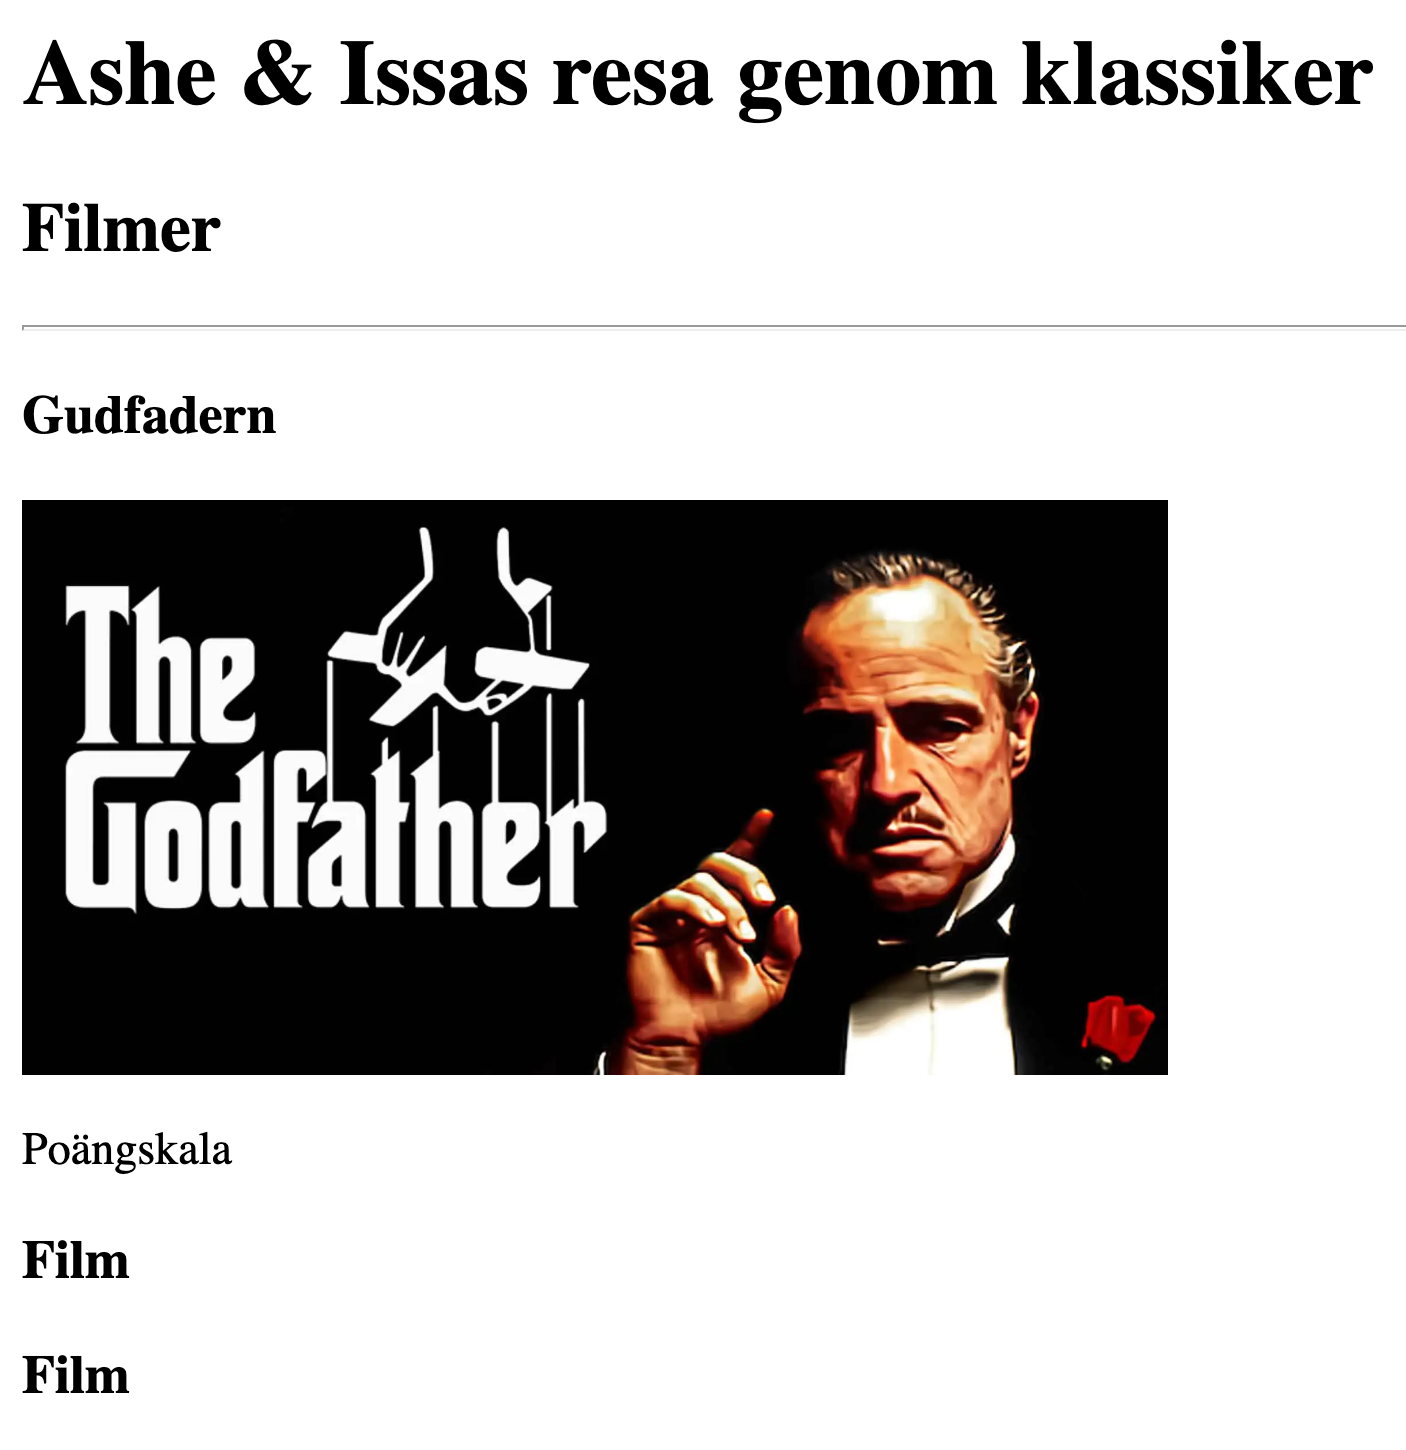 Ashe & Issas resa genom klassiker
Filmer
Gudfadern
The
Godfather
Poängskala
Film
Film